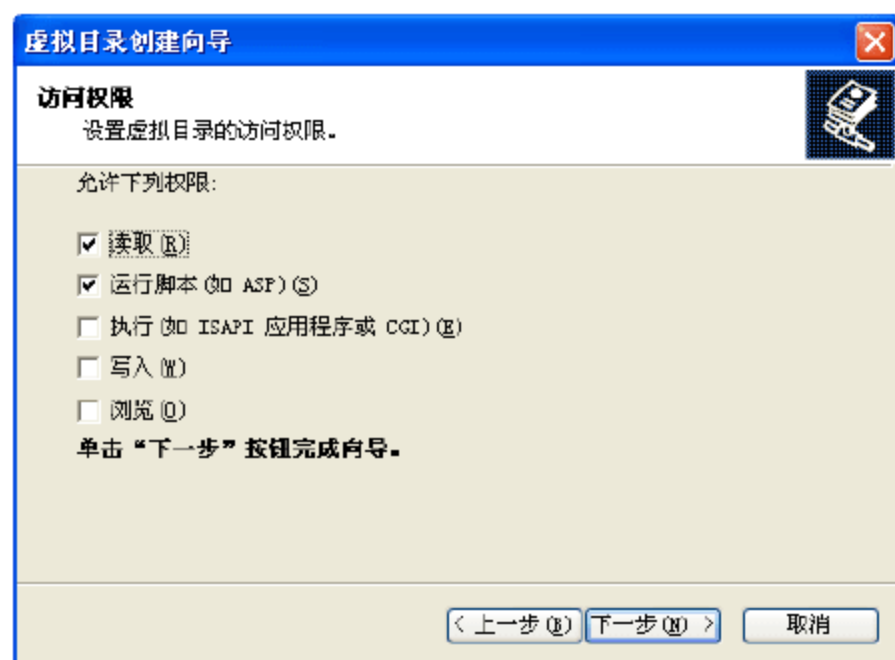 虚拟目录创建向导
访问权限
设置虚拟目录的访问权限。
允许下列权限:
读取(R)
运行脚本(如 ASP)(S)
执行(如 ISAPI 应用程序或 CGI)(E)
写入(W)
浏览(O)
单击“下一步”按钮完成向导。
< 上一步(B) 下一步(N) > 取消